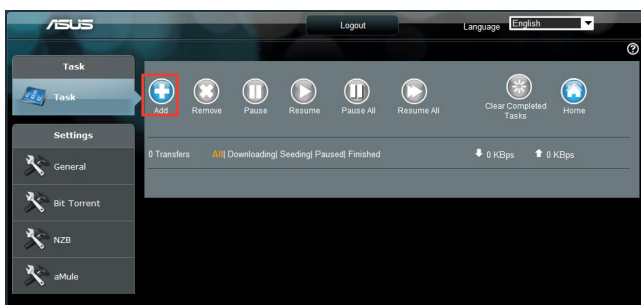 ASUS
Logout
Language English
Task
Task
Settings
General
Bit Torrent
NZB
aMule
Add Remove Pause Resume Pause All Resume All Clear Completed Tasks Home
0 Transfers All| Downloading| Seeding| Paused| Finished 0 KBps 0 KBps